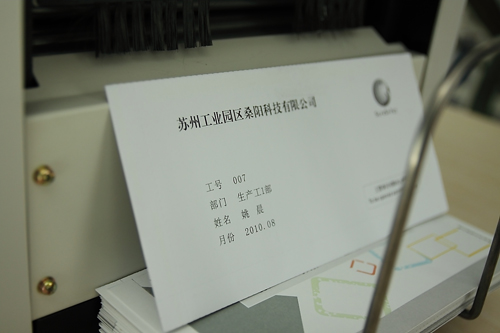 苏州工业园区桑阳科技有限公司
工号 007
部门 生产工1部
姓名 姚 晨
月份 2010.08